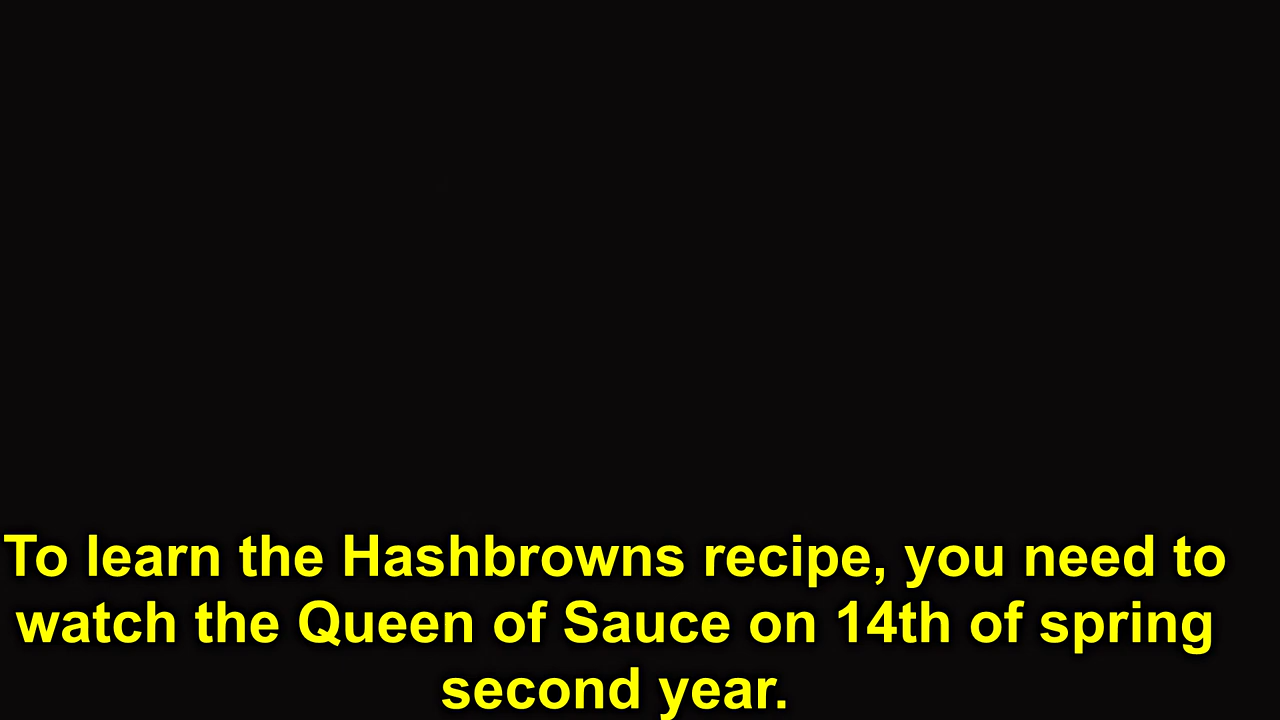 To learn the Hashbrowns recipe, you need to
watch the Queen of Sauce on 14th of spring
second year.